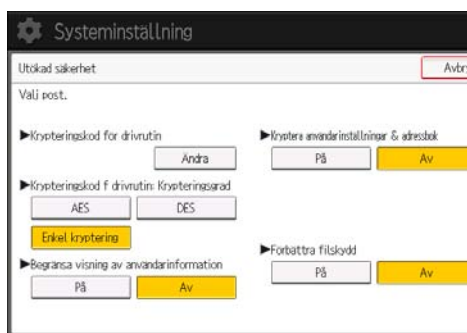 Systeminställning
Utökad säkerhet
Avbry
Välj post.
▶Krypteringskod för drivrutin
Ändra
▶Krypteringskod f drivrutin: Krypteringsgrad
AES DES
Enkel kryptering
▶Begränsa visning av användarinformation
På Av
▶Kryptera användarinställningar & adressbok
På Av
▶Förbättra filskydd
På Av